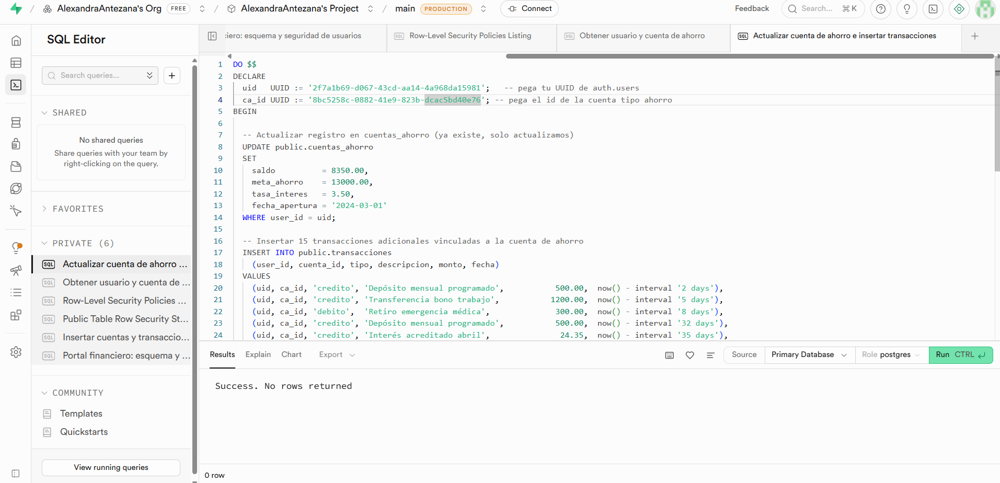 / AlexandraAntezana's Org FREE / AlexandraAntezana's Project / main PRODUCTION Connect Feedback Search... ⌘ K
SQL Editor
Search queries... +
SHARED
No shared queries
Share queries with your team by
right-clicking on the query.
FAVORITES
PRIVATE (6)
SQL Actualizar cuenta de ahorro ...
SQL Obtener usuario y cuenta de ...
SQL Row-Level Security Policies ...
SQL Public Table Row Security St...
SQL Insertar cuentas y transaccio...
SQL Portal financiero: esquema y ...
COMMUNITY
Templates
Quickstarts
View running queries
ciero: esquema y seguridad de usuarios
SQL Row-Level Security Policies Listing
SQL Obtener usuario y cuenta de ahorro
SQL Actualizar cuenta de ahorro e insertar transacciones
+
1 DO $$
2 DECLARE
3 uid UUID := '2f7a1b69-d067-43cd-aa14-4a968da15981'; -- pega tu UUID de auth.users
4 ca_id UUID := '8bc5258c-0882-41e9-823b-dcac5bd40e76'; -- pega el id de la cuenta tipo ahorro
5 BEGIN
6
7 -- Actualizar registro en cuentas_ahorro (ya existe, solo actualizamos)
8 UPDATE public.cuentas_ahorro
9 SET
10 saldo = 8350.00,
11 meta_ahorro = 13000.00,
12 tasa_interes = 3.50,
13 fecha_apertura = '2024-03-01'
14 WHERE user_id = uid;
15
16 -- Insertar 15 transacciones adicionales vinculadas a la cuenta de ahorro
17 INSERT INTO public.transacciones
18 (user_id, cuenta_id, tipo, descripcion, monto, fecha)
19 VALUES
20 (uid, ca_id, 'credito', 'Depósito mensual programado', 500.00, now() - interval '2 days'),
21 (uid, ca_id, 'credito', 'Transferencia bono trabajo', 1200.00, now() - interval '5 days'),
22 (uid, ca_id, 'debito', 'Retiro emergencia médica', 300.00, now() - interval '8 days'),
23 (uid, ca_id, 'credito', 'Depósito mensual programado', 500.00, now() - interval '32 days'),
24 (uid, ca_id, 'credito', 'Interés acreditado abril', 24.35, now() - interval '35 days'),
Results Explain Chart Export Source Primary Database Role postgres Run CTRL
Success. No rows returned
0 row